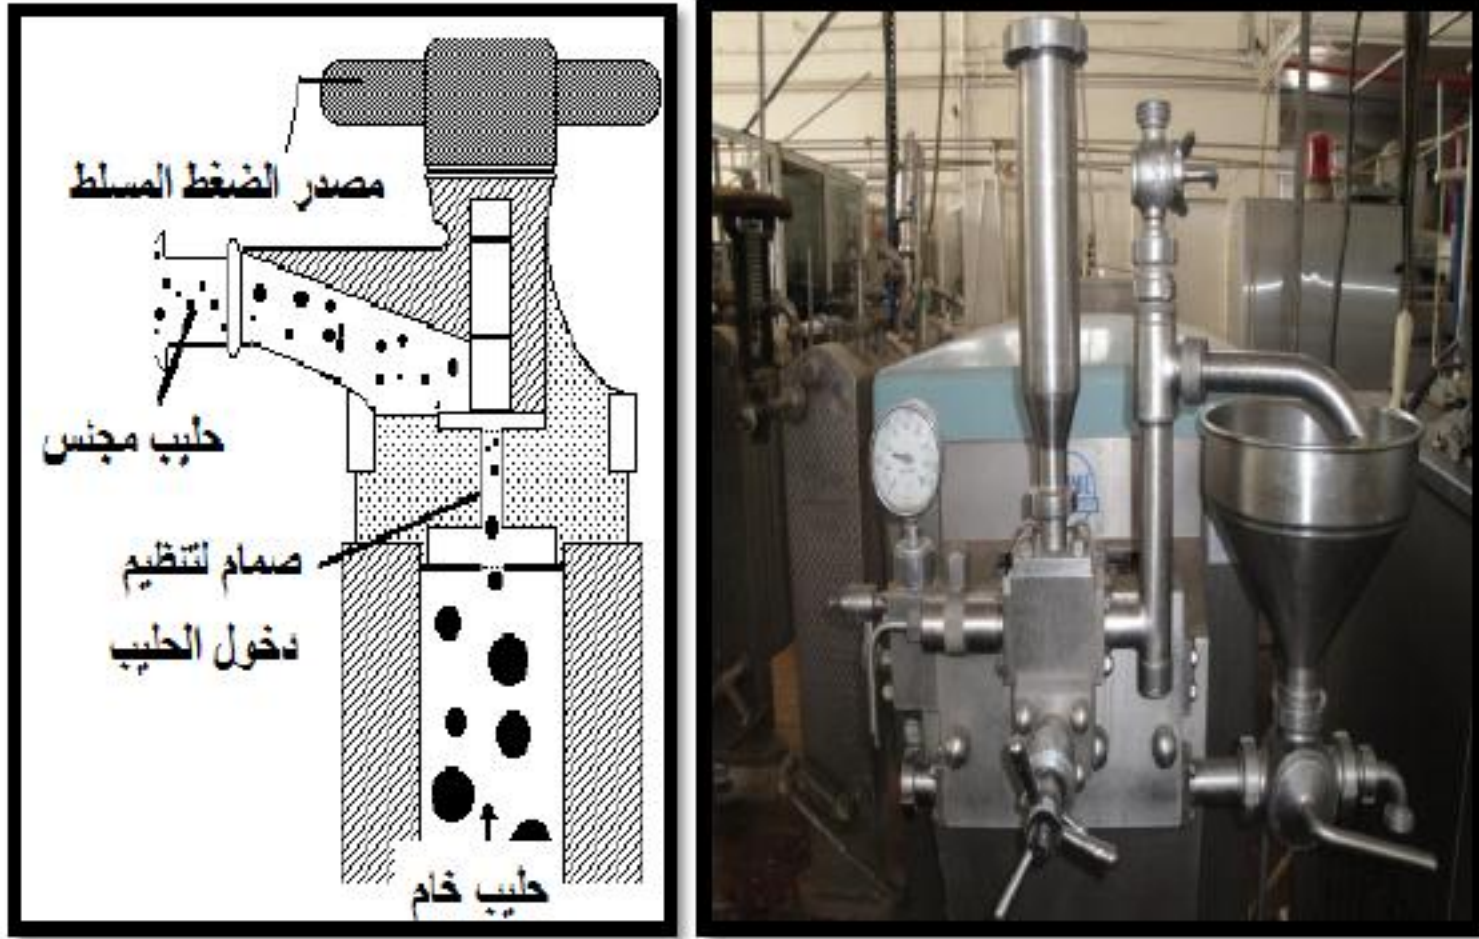 مصدر الضغط المسلط
حليب مجنس
صمام لتنظيم
دخول الحليب
حليب خام